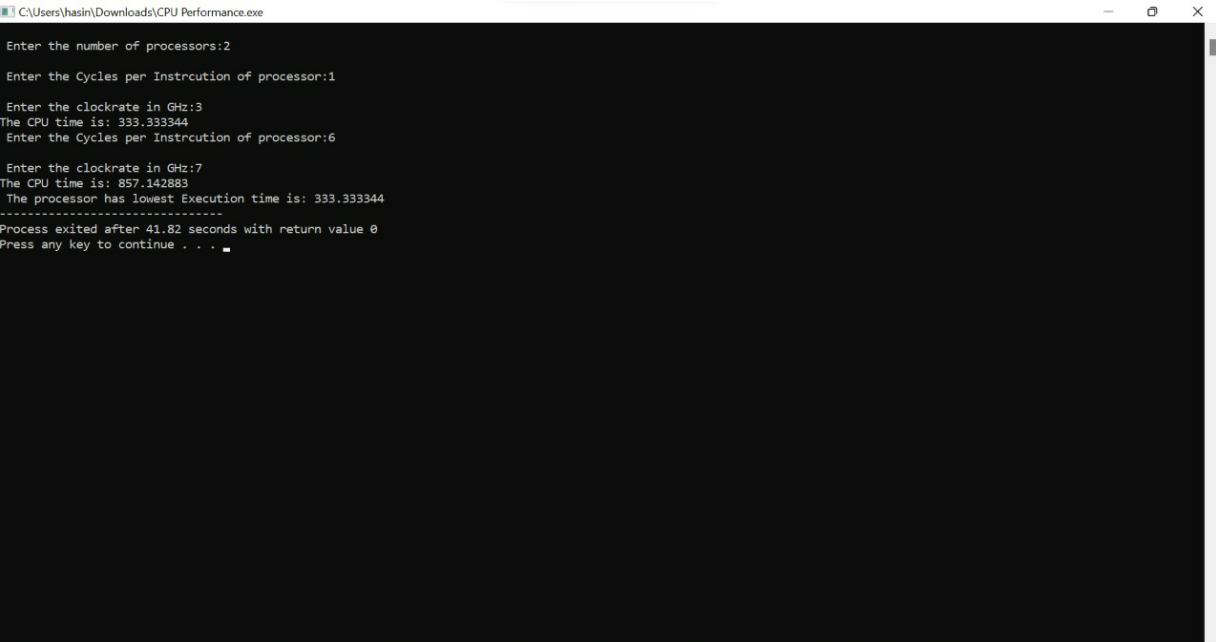 C:\Users\hasin\Downloads\CPU Performance.exe
Enter the number of processors:2
Enter the Cycles per Instrcution of processor:1
Enter the clockrate in GHz:3
The CPU time is: 333.333344
Enter the Cycles per Instrcution of processor:6
Enter the clockrate in GHz:7
The CPU time is: 857.142883
The processor has lowest Execution time is: 333.333344
--------------------------------
Process exited after 41.82 seconds with return value 0
Press any key to continue . . .